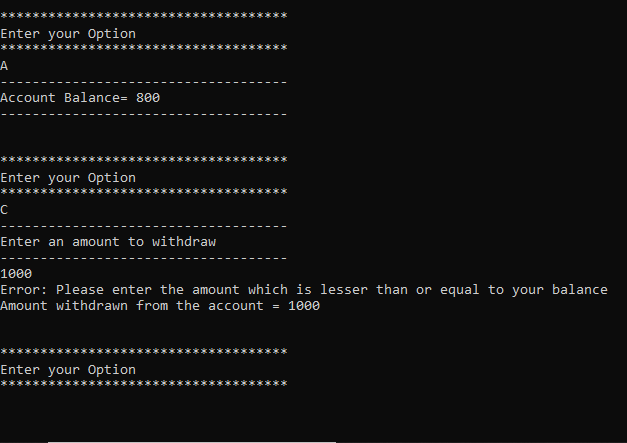 ************************************
Enter your Option
************************************
A
------------------------------------
Account Balance= 800
------------------------------------
************************************
Enter your Option
************************************
C
------------------------------------
Enter an amount to withdraw
------------------------------------
1000
Error: Please enter the amount which is lesser than or equal to your balance
Amount withdrawn from the account = 1000
************************************
Enter your Option
************************************